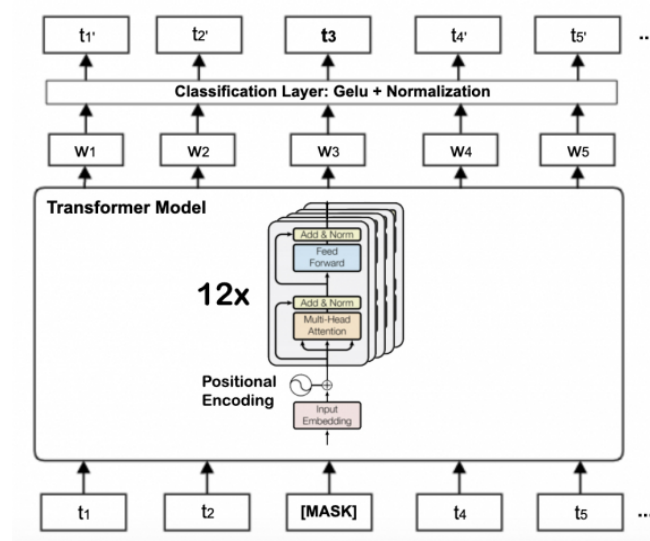 t1' t2' t3 t4' t5' ...
Classification Layer: Gelu + Normalization
w1 w2 w3 w4 w5
Transformer Model
Add & Norm
Feed
Forward
12x
Add & Norm
Multi-Head
Attention
Positional
Encoding
Input
Embedding
t1 t2 [MASK] t4 t5 ...